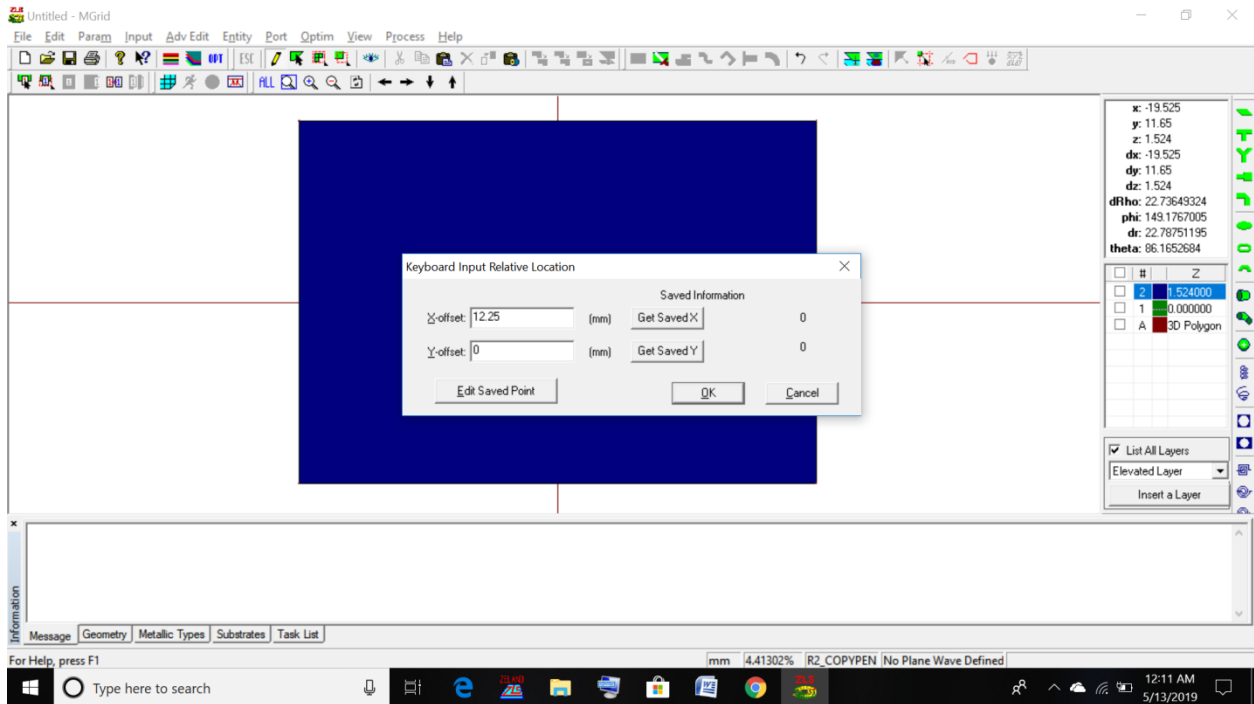 Untitled - MGrid
File Edit Param Input Adv Edit Entity Port Optim View Process Help
OPT ESC
ALL
x: -19.525
y: 11.65
z: 1.524
dx: -19.525
dy: 11.65
dz: 1.524
dRho: 22.73649324
phi: 149.1767005
dr: 22.78751195
theta: 86.1652684
# Z
2 1.524000
1 0.000000
A 3D Polygon
Keyboard Input Relative Location
Saved Information
X-offset: 12.25 (mm) Get Saved X 0
Y-offset: 0 (mm) Get Saved Y 0
Edit Saved Point OK Cancel
List All Layers
Elevated Layer
Insert a Layer
Information
Message Geometry Metallic Types Substrates Task List
For Help, press F1
mm 4.41302% R2_COPYPEN No Plane Wave Defined
Type here to search
12:11 AM
5/13/2019